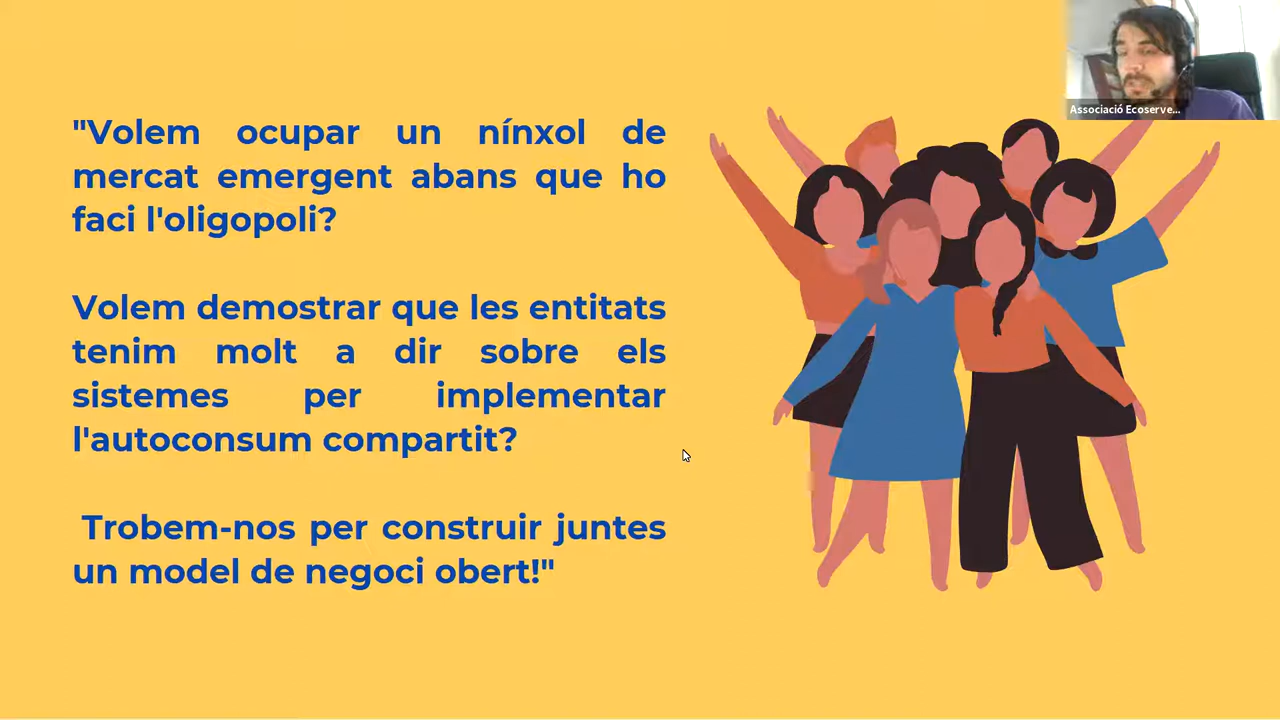 "Volem ocupar un nínxol de
mercat emergent abans que ho
faci l'oligopoli?
Volem demostrar que les entitats
tenim molt a dir sobre els
sistemes per implementar
l'autoconsum compartit?
Trobem-nos per construir juntes
un model de negoci obert!"
Associació Ecoserve...